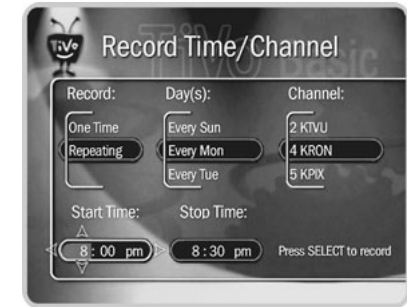 TiVo
Record Time/Channel
TiVo Basic
Record: Day(s): Channel:
One Time Every Sun 2 KTVU
Repeating Every Mon 4 KRON
Every Tue 5 KPIX
Start Time: Stop Time:
8:00 pm 8:30 pm Press SELECT to record